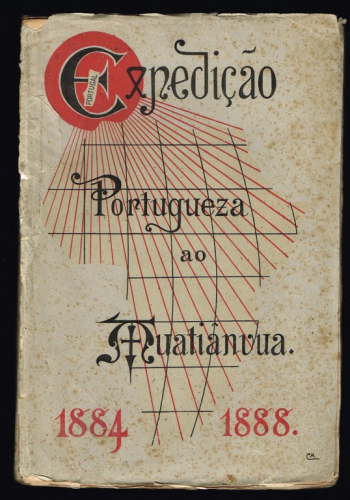 Expedição
PORTUGAL
Portugueza
ao
Muatiânvua.
1884 1888.